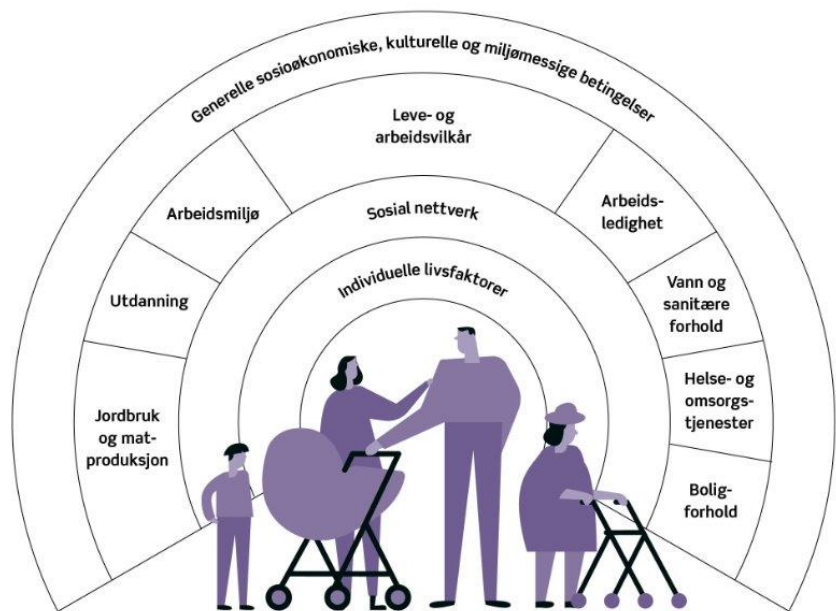 Generelle sosioøkonomiske, kulturelle og miljømessige betingelser
Leve- og
arbeidsvilkår
Arbeidsmiljø
Sosial nettverk
Arbeids-
ledighet
Utdanning
Individuelle livsfaktorer
Vann og
sanitære
forhold
Jordbruk
og mat-
produksjon
Helse- og
omsorgs-
tjenester
Bolig-
forhold